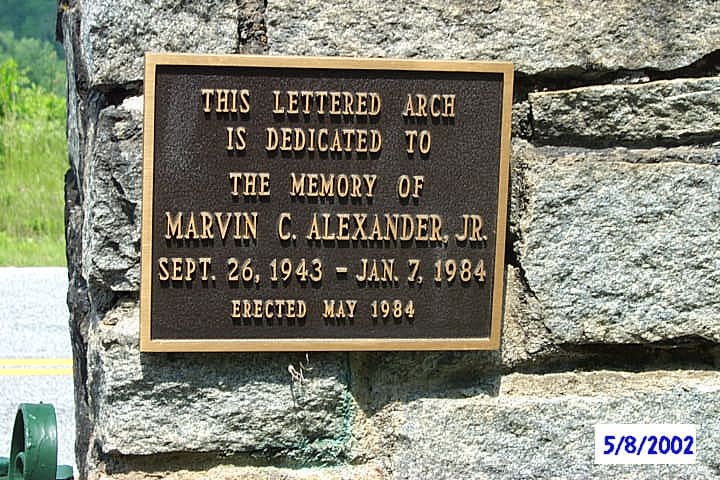 THIS LETTERED ARCH
IS DEDICATED TO
THE MEMORY OF
MARVIN C. ALEXANDER, JR.
SEPT. 26, 1943 - JAN. 7, 1984
ERECTED MAY 1984
5/8/2002